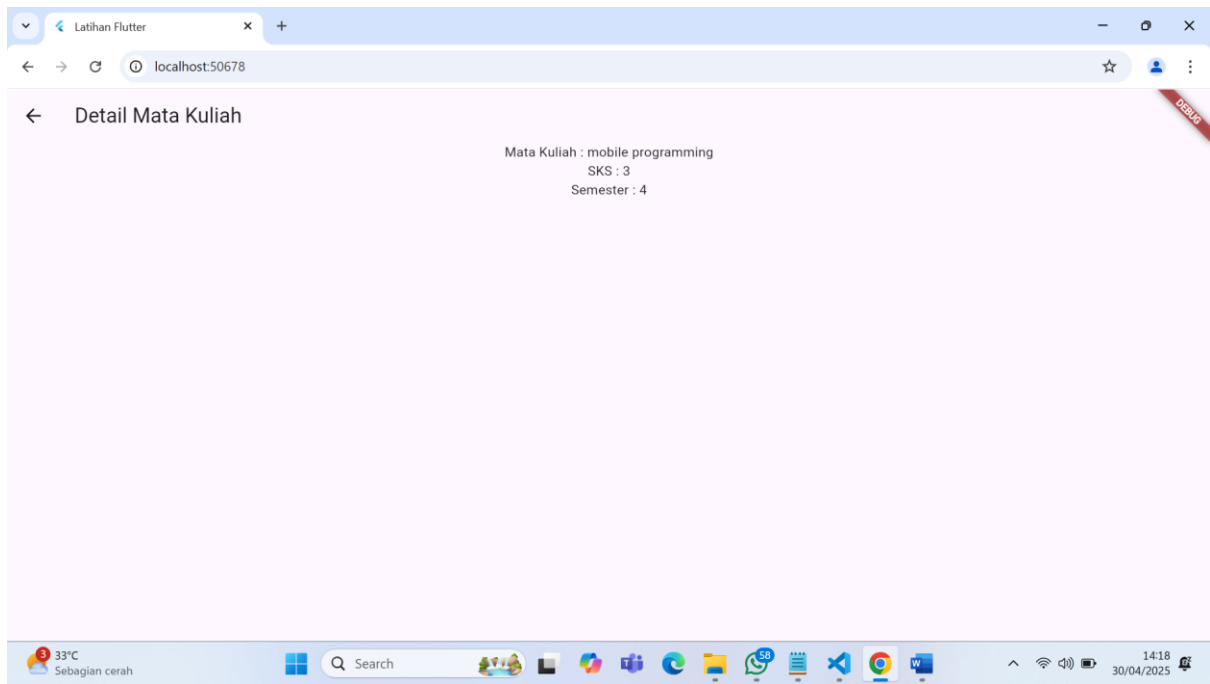 Latihan Flutter
localhost:50678
Detail Mata Kuliah
DEBUG
Mata Kuliah : mobile programming
SKS : 3
Semester : 4
3
33°C
Sebagian cerah
Search
58
14:18
30/04/2025